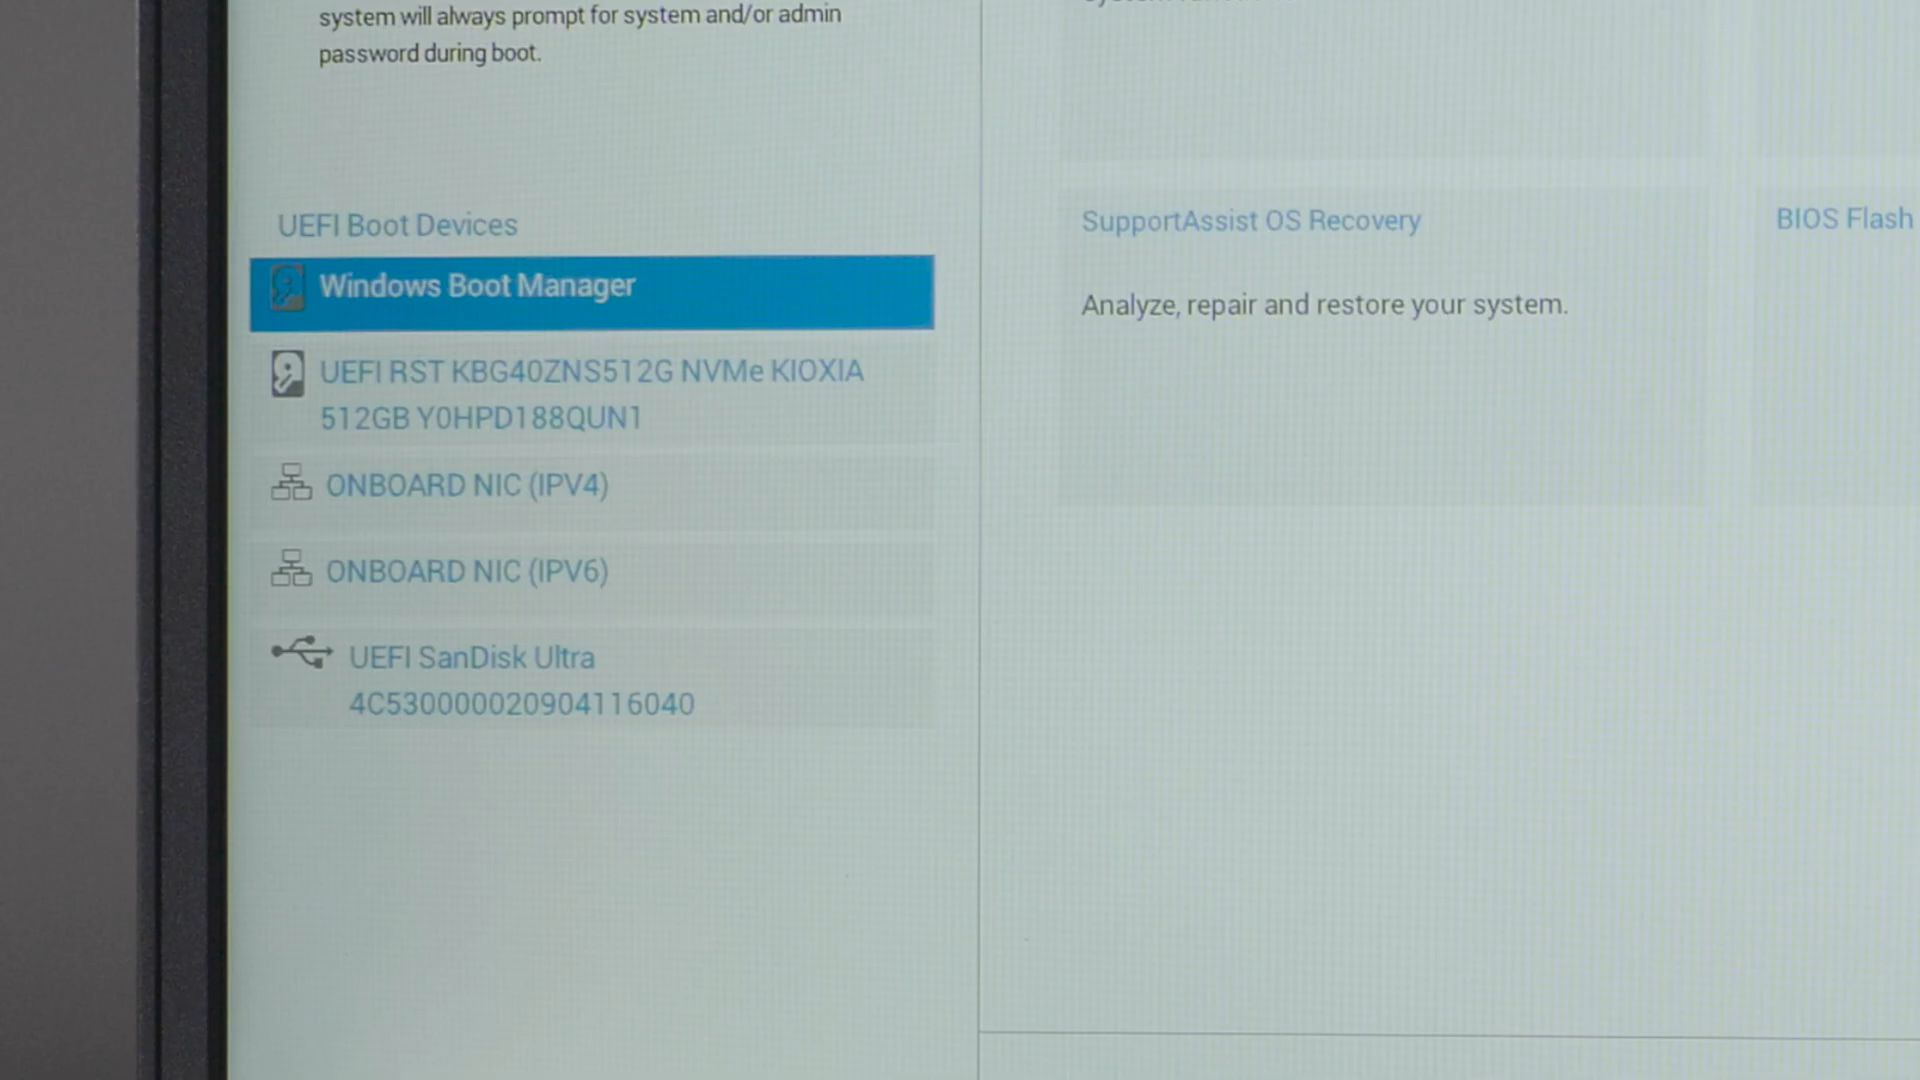 system will always prompt for system and/or admin
password during boot.
UEFI Boot Devices
Windows Boot Manager
UEFI RST KBG40ZNS512G NVMe KIOXIA
512GB Y0HPD188QUN1
ONBOARD NIC (IPV4)
ONBOARD NIC (IPV6)
UEFI SanDisk Ultra
4C530000020904116040
SupportAssist OS Recovery
Analyze, repair and restore your system.
BIOS Flash